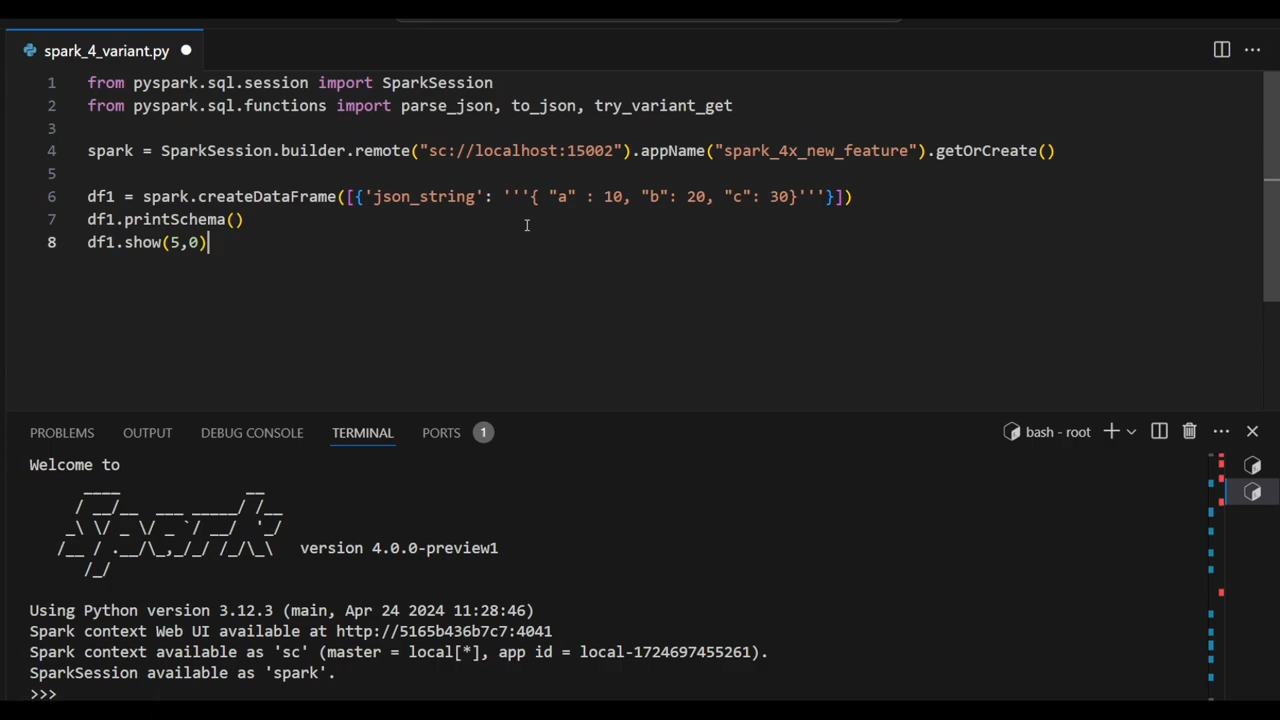 spark_4_variant.py
1 from pyspark.sql.session import SparkSession
2 from pyspark.sql.functions import parse_json, to_json, try_variant_get
3
4 spark = SparkSession.builder.remote("sc://localhost:15002").appName("spark_4x_new_feature").getOrCreate()
5
6 df1 = spark.createDataFrame([{'json_string': '''{ "a" : 10, "b": 20, "c": 30}'''}])
7 df1.printSchema()
8 df1.show(5,0)
PROBLEMS OUTPUT DEBUG CONSOLE TERMINAL PORTS 1 bash - root
Welcome to
      ____              __
     / __/__  ___ _____/ /__
    _\ \/ _ \/ _ `/ __/  '_/
   /__ / .__/\_,_/_/ /_/\_\   version 4.0.0-preview1
      /_/
Using Python version 3.12.3 (main, Apr 24 2024 11:28:46)
Spark context Web UI available at http://5165b436b7c7:4041
Spark context available as 'sc' (master = local[*], app id = local-1724697455261).
SparkSession available as 'spark'.
>>>